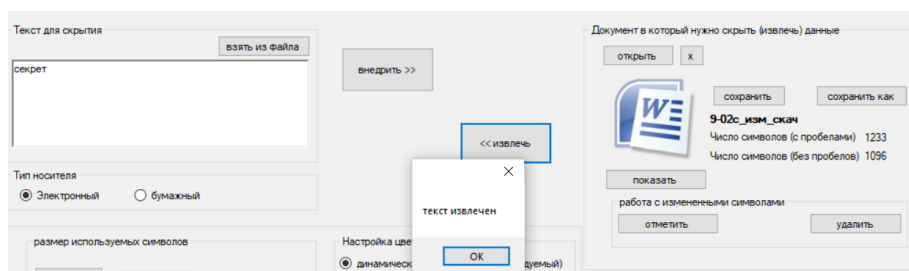 Текст для скрытия
взять из файла
секрет
внедрить >>
<< извлечь
Тип носителя
Электронный
бумажный
размер используемых символов
Настройка цве
динамическ
дуемый)
текст извлечен
OK
Документ в который нужно скрыть (извлечь) данные
открыть
x
W
сохранить
сохранить как
9-02с_изм_скач
Число символов (с пробелами) 1233
Число символов (без пробелов) 1096
показать
работа с измененными символами
отметить
удалить